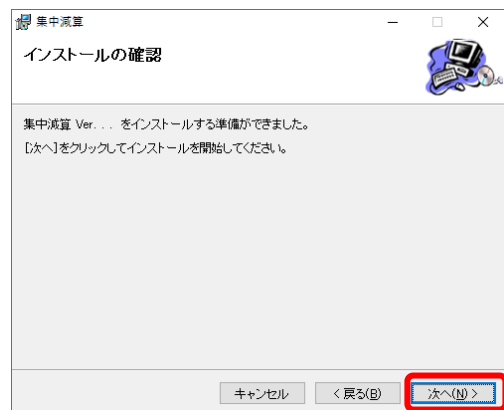 集中減算
インストールの確認
集中減算 Ver. . . をインストールする準備ができました。
[次へ]をクリックしてインストールを開始してください。
キャンセル
< 戻る(B)
次へ(N) >